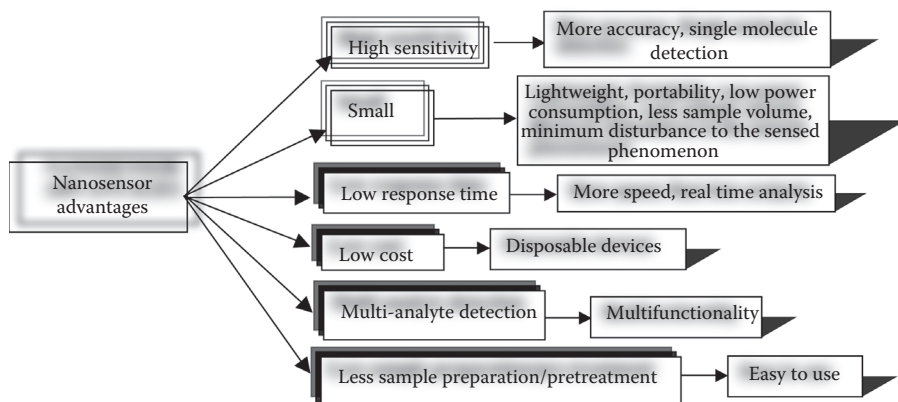 High sensitivity
More accuracy, single molecule
detection
Small
Lightweight, portability, low power
consumption, less sample volume,
minimum disturbance to the sensed
phenomenon
Nanosensor
advantages
Low response time
More speed, real time analysis
Low cost
Disposable devices
Multi-analyte detection
Multifunctionality
Less sample preparation/pretreatment
Easy to use